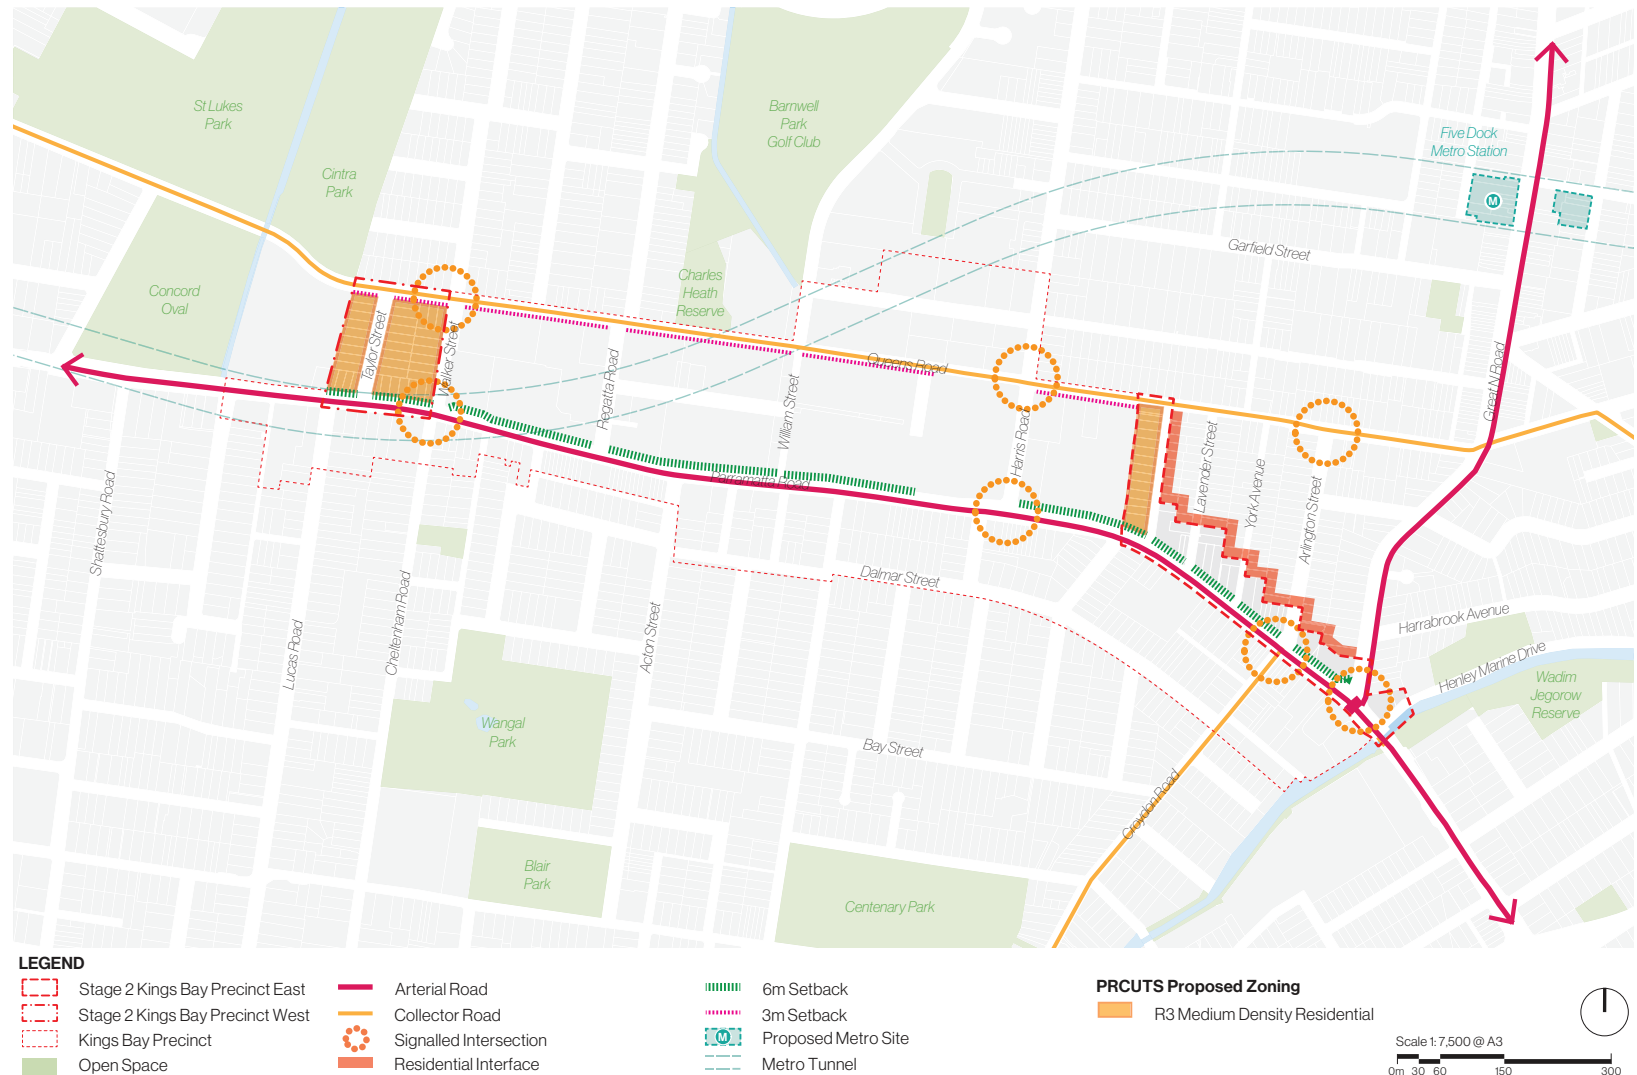 St Lukes
Park
Barnwell
Park
Golf Club
Five Dock
Metro Station
M
Cintra
Park
Garfield Street
Concord
Oval
Charles
Heath
Reserve
Taylor Street
Walker Street
Regatta Road
William Street
Queens Road
Harris Road
Great N Road
Parramatta Road
Lavender Street
York Avenue
Arlington Street
Shattesbury Road
Dalmar Street
Cheltenham Road
Lucas Road
Acton Street
Harrabrook Avenue
Henley Marine Drive
Wadim
Jegorow
Reserve
Wangal
Park
Bay Street
Croydon Road
Blair
Park
Centenary Park
LEGEND
Stage 2 Kings Bay Precinct East
Stage 2 Kings Bay Precinct West
Kings Bay Precinct
Open Space
Arterial Road
Collector Road
Signalled Intersection
Residential Interface
6m Setback
3m Setback
M
Proposed Metro Site
Metro Tunnel
PRCUTS Proposed Zoning
R3 Medium Density Residential
Scale 1: 7,500 @ A3
0m 30 60 150 300